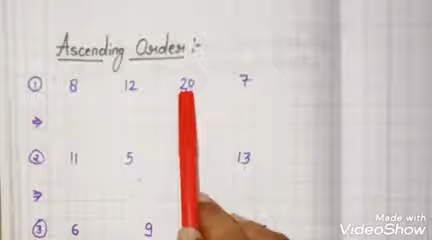 Ascending Order :-
① 8 12 20 7
⇒
② 11 5 13
⇒
③ 6 9
Made with
VideoShow